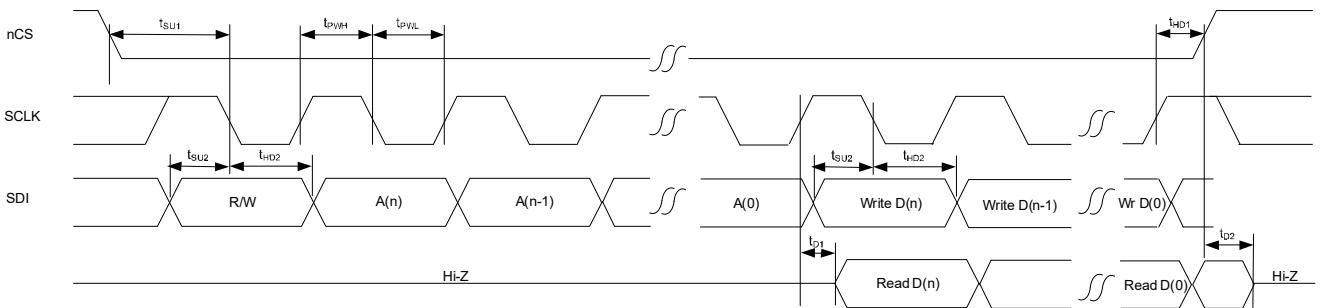 nCS
tSU1
tPWH
tPWL
tHD1
SCLK
tSU2
tHD2
tSU2
tHD2
SDI
R/W
A(n)
A(n-1)
A(0)
Write D(n)
Write D(n-1)
Wr D(0)
tD1
tD2
Hi-Z
Read D(n)
Read D(0)
Hi-Z